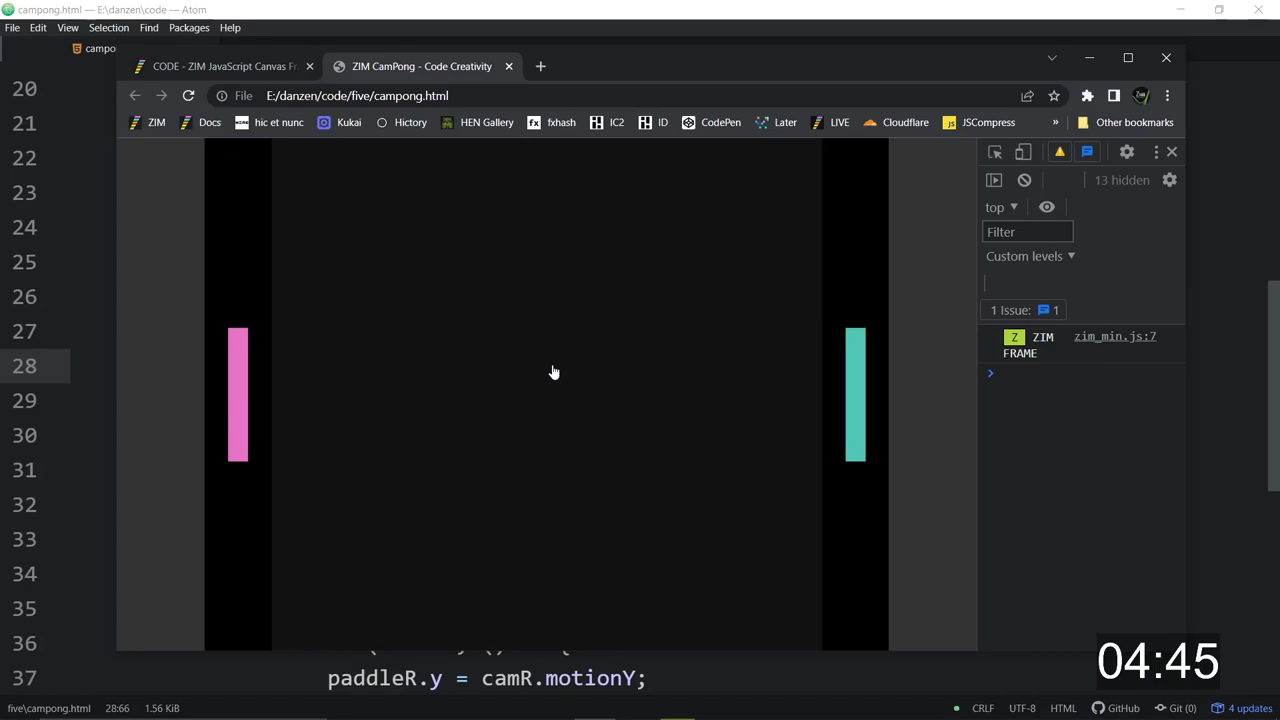 campong.html — E:\danzen\code — Atom
File Edit View Selection Find Packages Help
campo
CODE - ZIM JavaScript Canvas Fr
ZIM CamPong - Code Creativity
File E:/danzen/code/five/campong.html
ZIM Docs hic et nunc Kukai Hictory HEN Gallery fxhash IC2 ID CodePen Later LIVE Cloudflare JSCompress » Other bookmarks
13 hidden
top
Filter
Custom levels
1 Issue: 1
Z ZIM zim_min.js:7
FRAME
20
21
22
23
24
25
26
27
28
29
30
31
32
33
34
35
36
37 paddleR.y = camR.motionY;
04:45
five\campong.html 28:66 1.56 KiB CRLF UTF-8 HTML GitHub Git (0) 4 updates